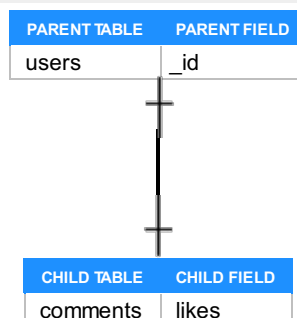 PARENT TABLE PARENT FIELD
users _id
CHILD TABLE CHILD FIELD
comments likes